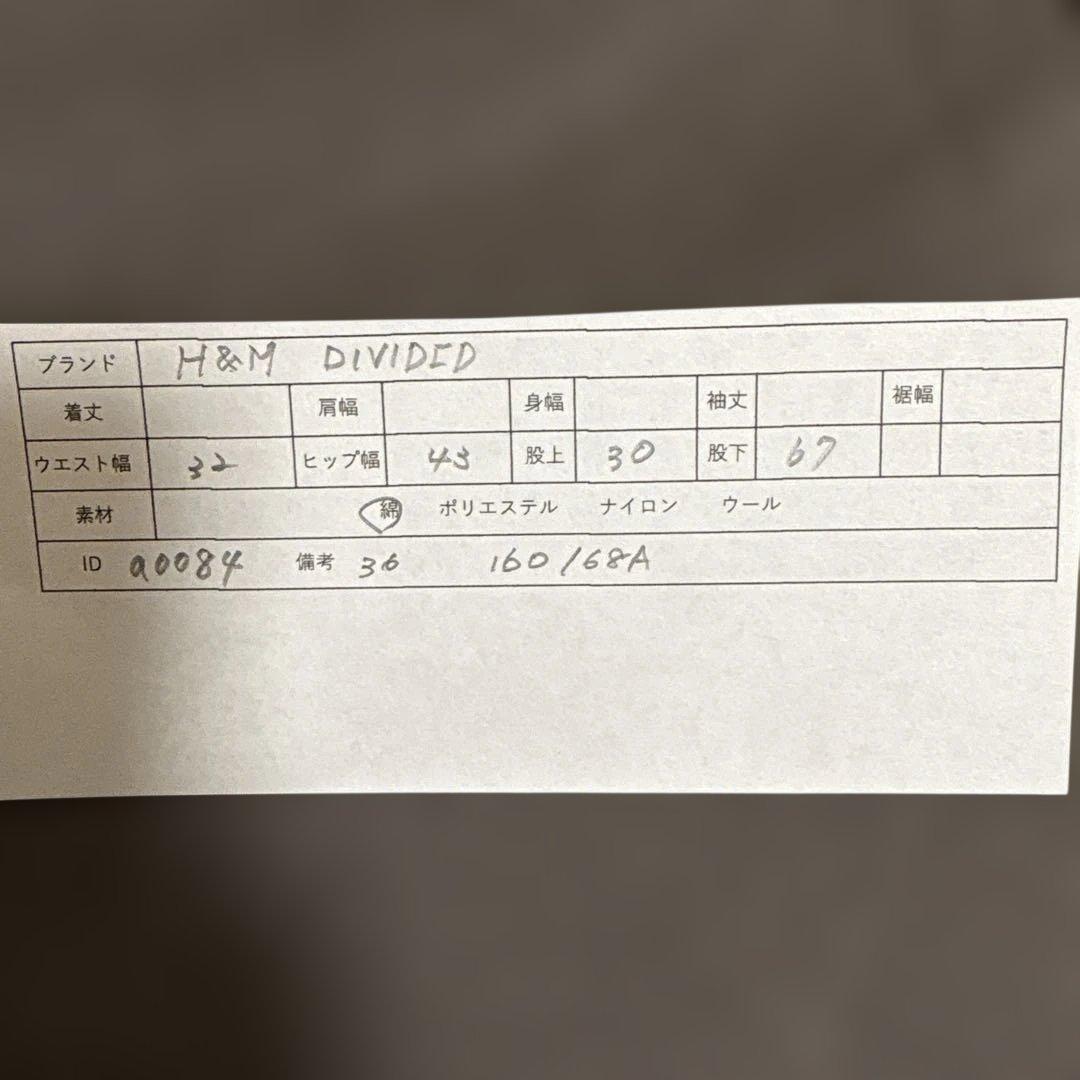 ブランド H&M DIVIDED
着丈 肩幅 身幅 袖丈 裾幅
ウエスト幅 32 ヒップ幅 43 股上 30 股下 67
素材 綿 ポリエステル ナイロン ウール
ID a0084 備考 36 160/68A